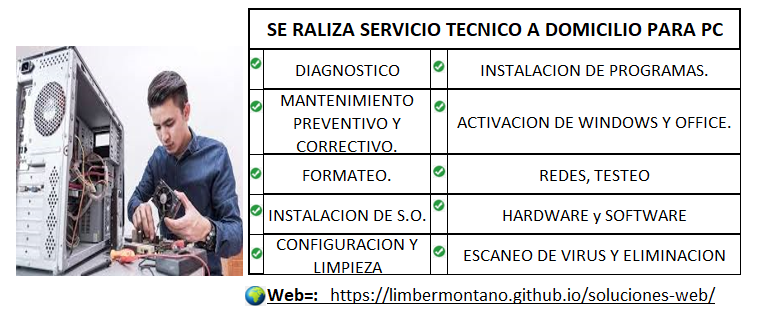 SE RALIZA SERVICIO TECNICO A DOMICILIO PARA PC
DIAGNOSTICO
INSTALACION DE PROGRAMAS.
MANTENIMIENTO
PREVENTIVO Y
CORRECTIVO.
ACTIVACION DE WINDOWS Y OFFICE.
FORMATEO.
REDES, TESTEO
INSTALACION DE S.O.
HARDWARE y SOFTWARE
CONFIGURACION Y
LIMPIEZA
ESCANEO DE VIRUS Y ELIMINACION
Web=: https://limbermontano.github.io/soluciones-web/